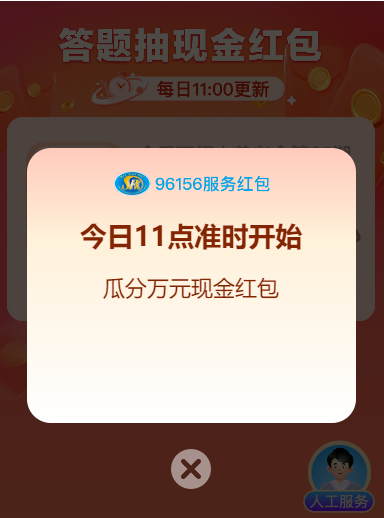 答题抽现金红包
每日11:00更新
96156服务红包
今日11点准时开始
瓜分万元现金红包
人工服务